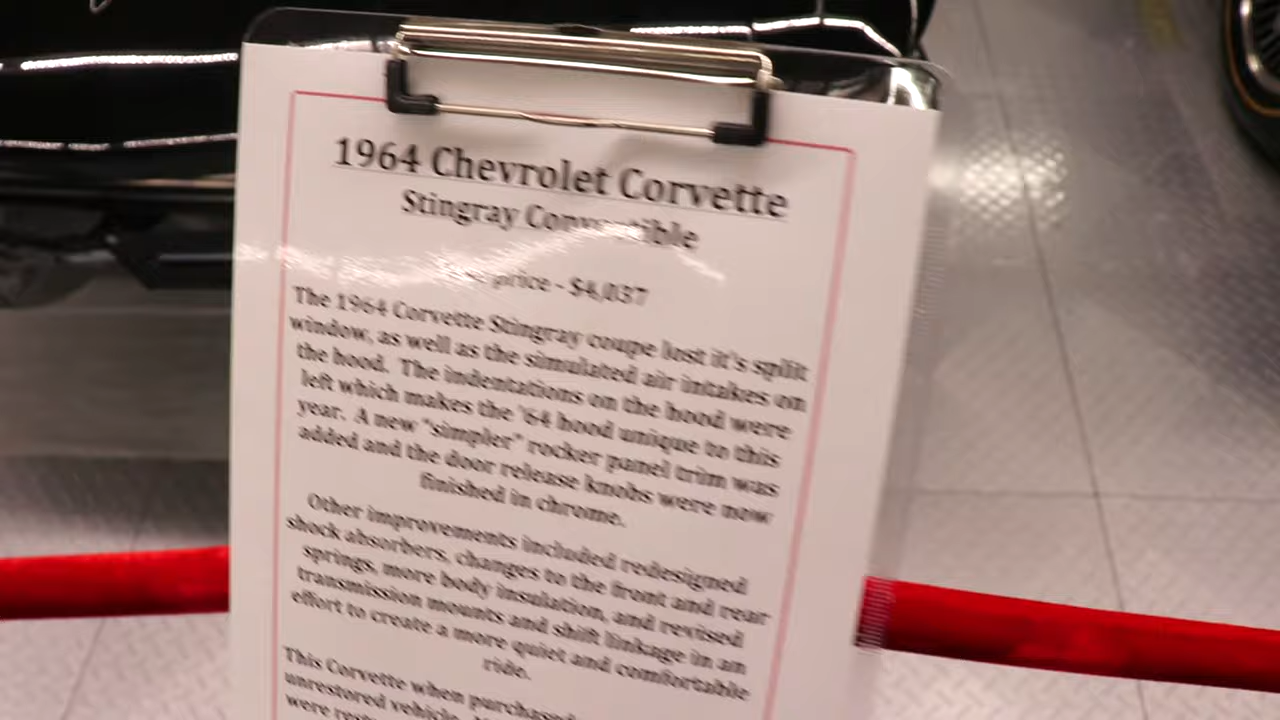 1964 Chevrolet Corvette
Stingray Convertible
price - $4,037
The 1964 Corvette Stingray coupe lost it's split
window, as well as the simulated air intakes on
the hood. The indentations on the hood were
left which makes the '64 hood unique to this
year. A new "simpler" rocker panel trim was
added and the door release knobs were now
finished in chrome.
Other improvements included redesigned
shock absorbers, changes to the front and rear
springs, more body insulation, and revised
transmission mounts and shift linkage in an
effort to create a more quiet and comfortable
ride.
This Corvette when purchased
unrestored vehicle.
were